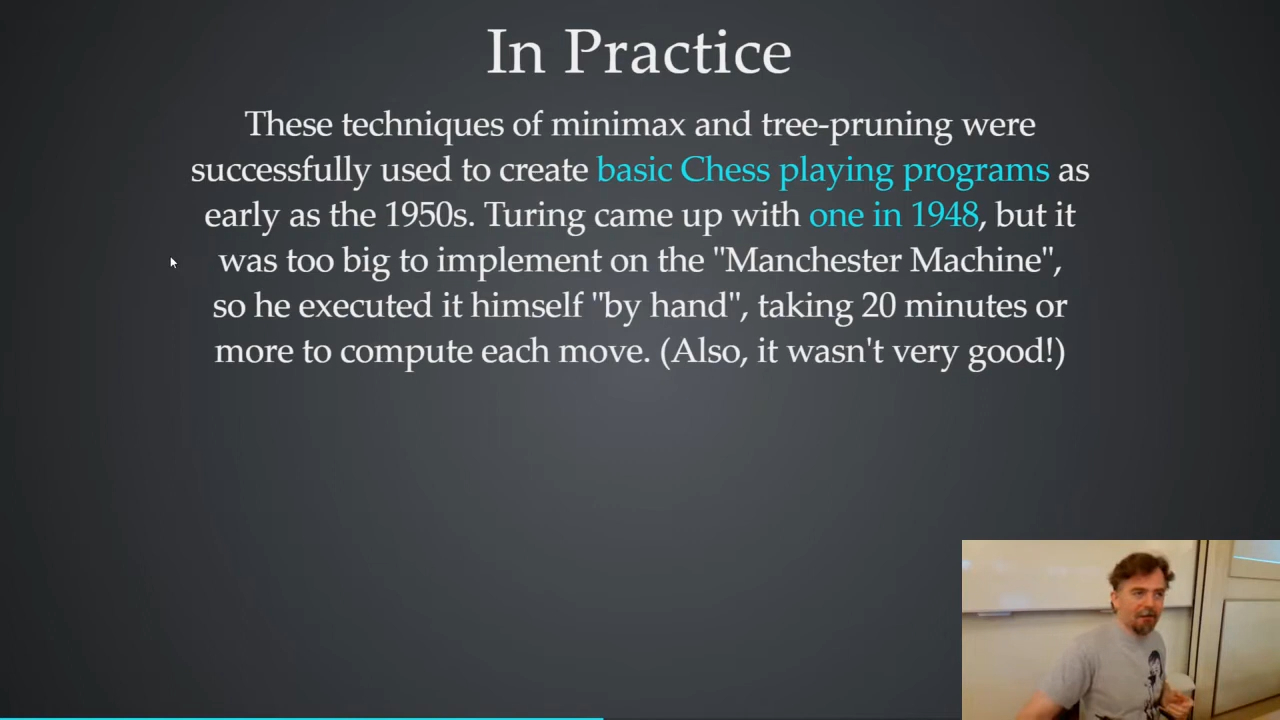 In Practice
These techniques of minimax and tree-pruning were
successfully used to create basic Chess playing programs as
early as the 1950s. Turing came up with one in 1948, but it
was too big to implement on the "Manchester Machine",
so he executed it himself "by hand", taking 20 minutes or
more to compute each move. (Also, it wasn't very good!)